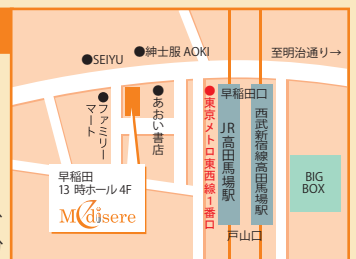 ●SEIYU
●紳士服 AOKI
至明治通り→
●ファミリー
マート
●あおい書店
●東京メトロ東西線1番口
早稲田口
JR高田馬場駅
西武新宿線高田馬場駅
BIG
BOX
戸山口
早稲田
13 時ホール 4F
Modisere